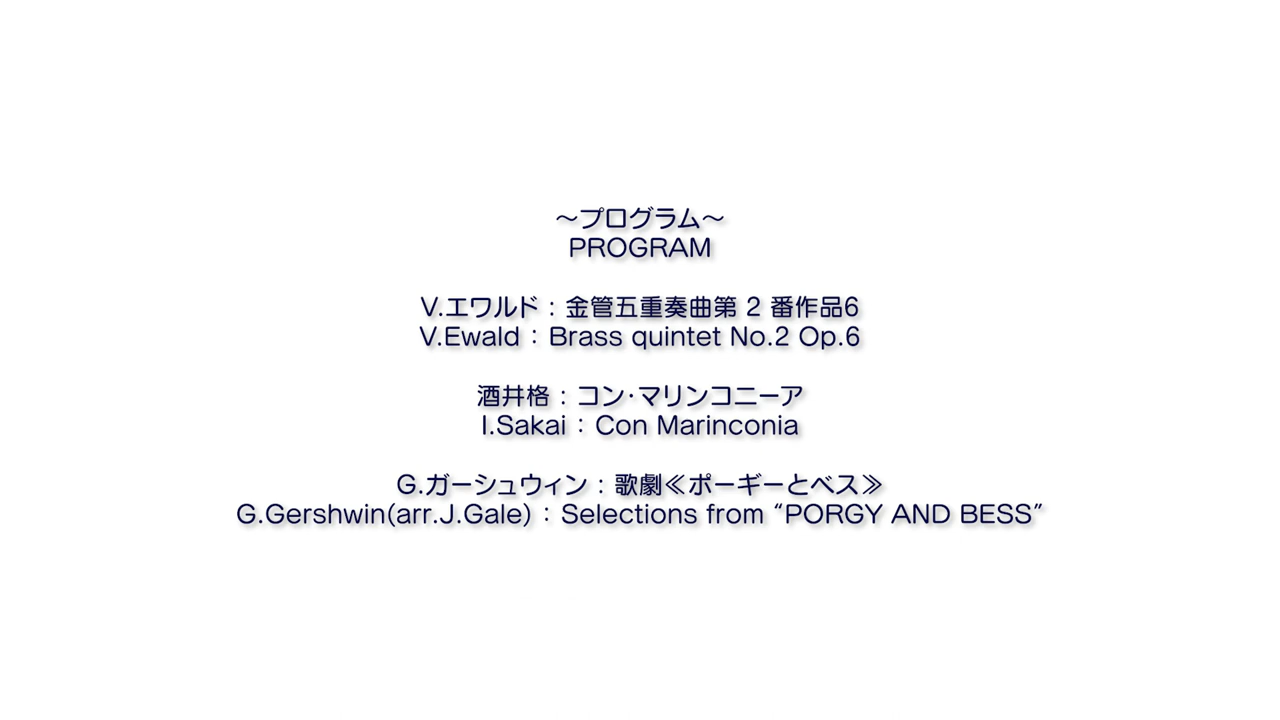 ～プログラム～
PROGRAM
V.エワルド：金管五重奏曲第 2 番作品6
V.Ewald：Brass quintet No.2 Op.6
酒井格：コン・マリンコニーア
I.Sakai：Con Marinconia
G.ガーシュウィン：歌劇≪ポーギーとベス≫
G.Gershwin(arr.J.Gale)：Selections from “PORGY AND BESS”